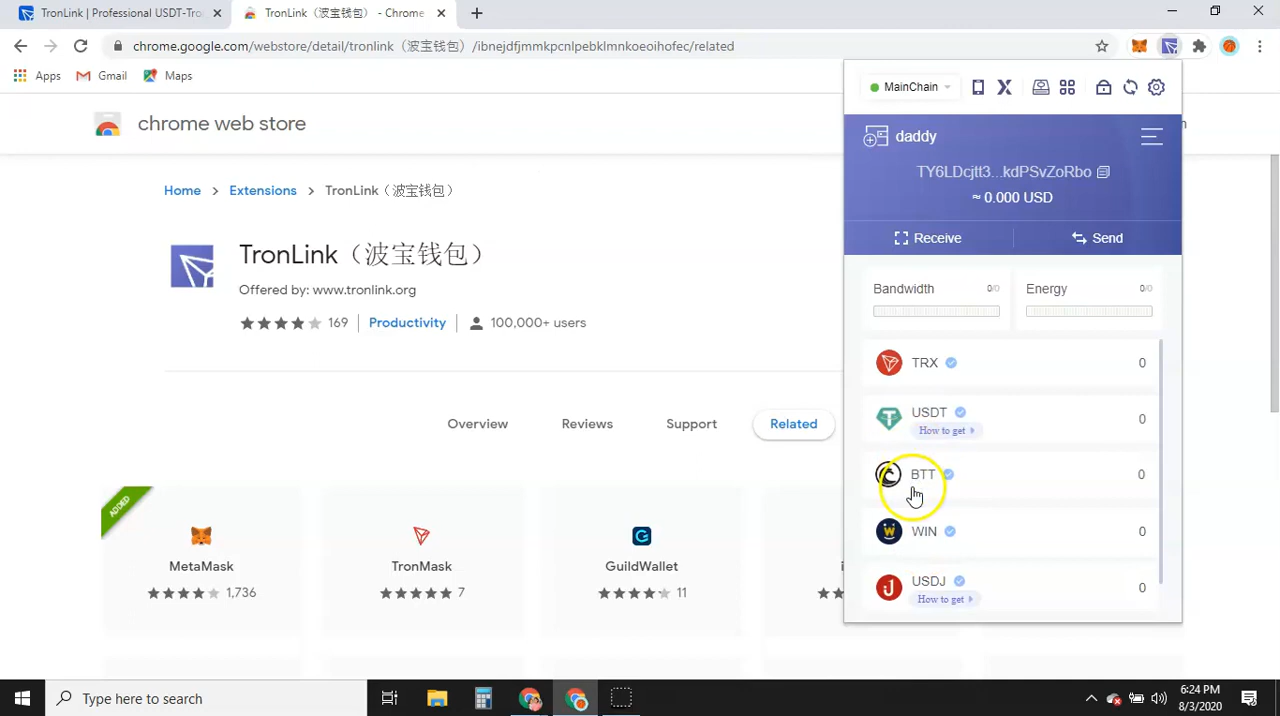 TronLink | Professional USDT-Tro
TronLink（波宝钱包） - Chrome
chrome.google.com/webstore/detail/tronlink（波宝钱包）/ibnejdfjmmkpcnlpebklmnkoeoihofec/related
Apps Gmail Maps
chrome web store
Home > Extensions > TronLink（波宝钱包）
TronLink（波宝钱包）
Offered by: www.tronlink.org
169 Productivity 100,000+ users
Overview Reviews Support Related
ADDED
MetaMask
1,736
TronMask
7
GuildWallet
11
MainChain
daddy
TY6LDcjtt3...kdPSvZoRbo
≈ 0.000 USD
Receive Send
Bandwidth 0/0 Energy 0/0
TRX 0
USDT 0
How to get
BTT 0
WIN 0
USDJ 0
How to get
Type here to search
6:24 PM
8/3/2020